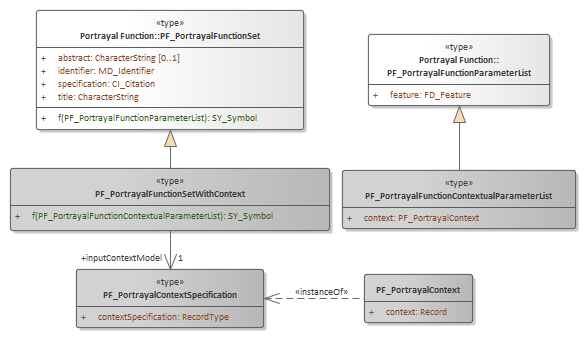 «type»
Portrayal Function::PF_PortrayalFunctionSet
+ abstract: CharacterString [0..1]
+ identifier: MD_Identifier
+ specification: CI_Citation
+ title: CharacterString
+ f(PF_PortrayalFunctionParameterList): SY_Symbol
«type»
Portrayal Function::
PF_PortrayalFunctionParameterList
+ feature: FD_Feature
«type»
PF_PortrayalFunctionSetWithContext
+ f(PF_PortrayalFunctionContextualParameterList): SY_Symbol
«type»
PF_PortrayalFunctionContextualParameterList
+ context: PF_PortrayalContext
+inputContextModel
1
«type»
PF_PortrayalContextSpecification
+ contextSpecification: RecordType
«instanceOf»
PF_PortrayalContext
+ context: Record